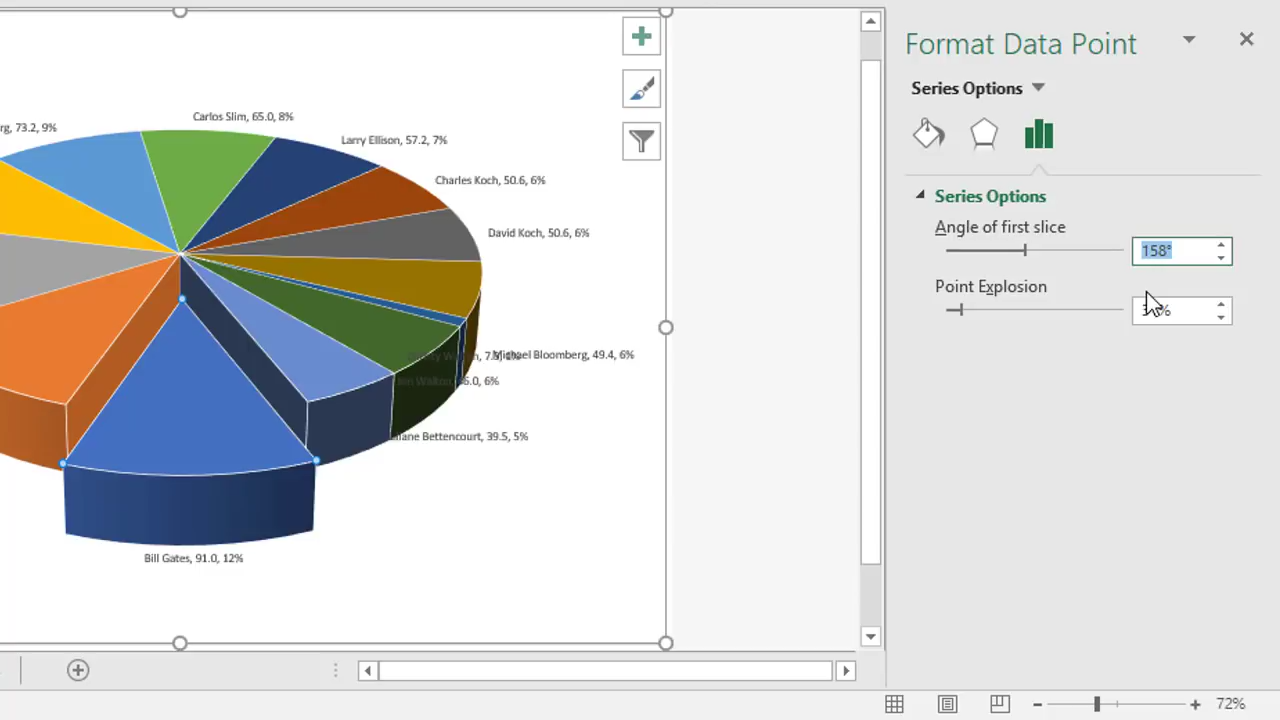 Format Data Point
Series Options
Series Options
Angle of first slice
158°
Point Explosion
%
rg, 73.2, 9%
Carlos Slim, 65.0, 8%
Larry Ellison, 57.2, 7%
Charles Koch, 50.6, 6%
David Koch, 50.6, 6%
Michael Bloomberg, 49.4, 6%
6.0, 6%
liane Bettencourt, 39.5, 5%
Bill Gates, 91.0, 12%
72%